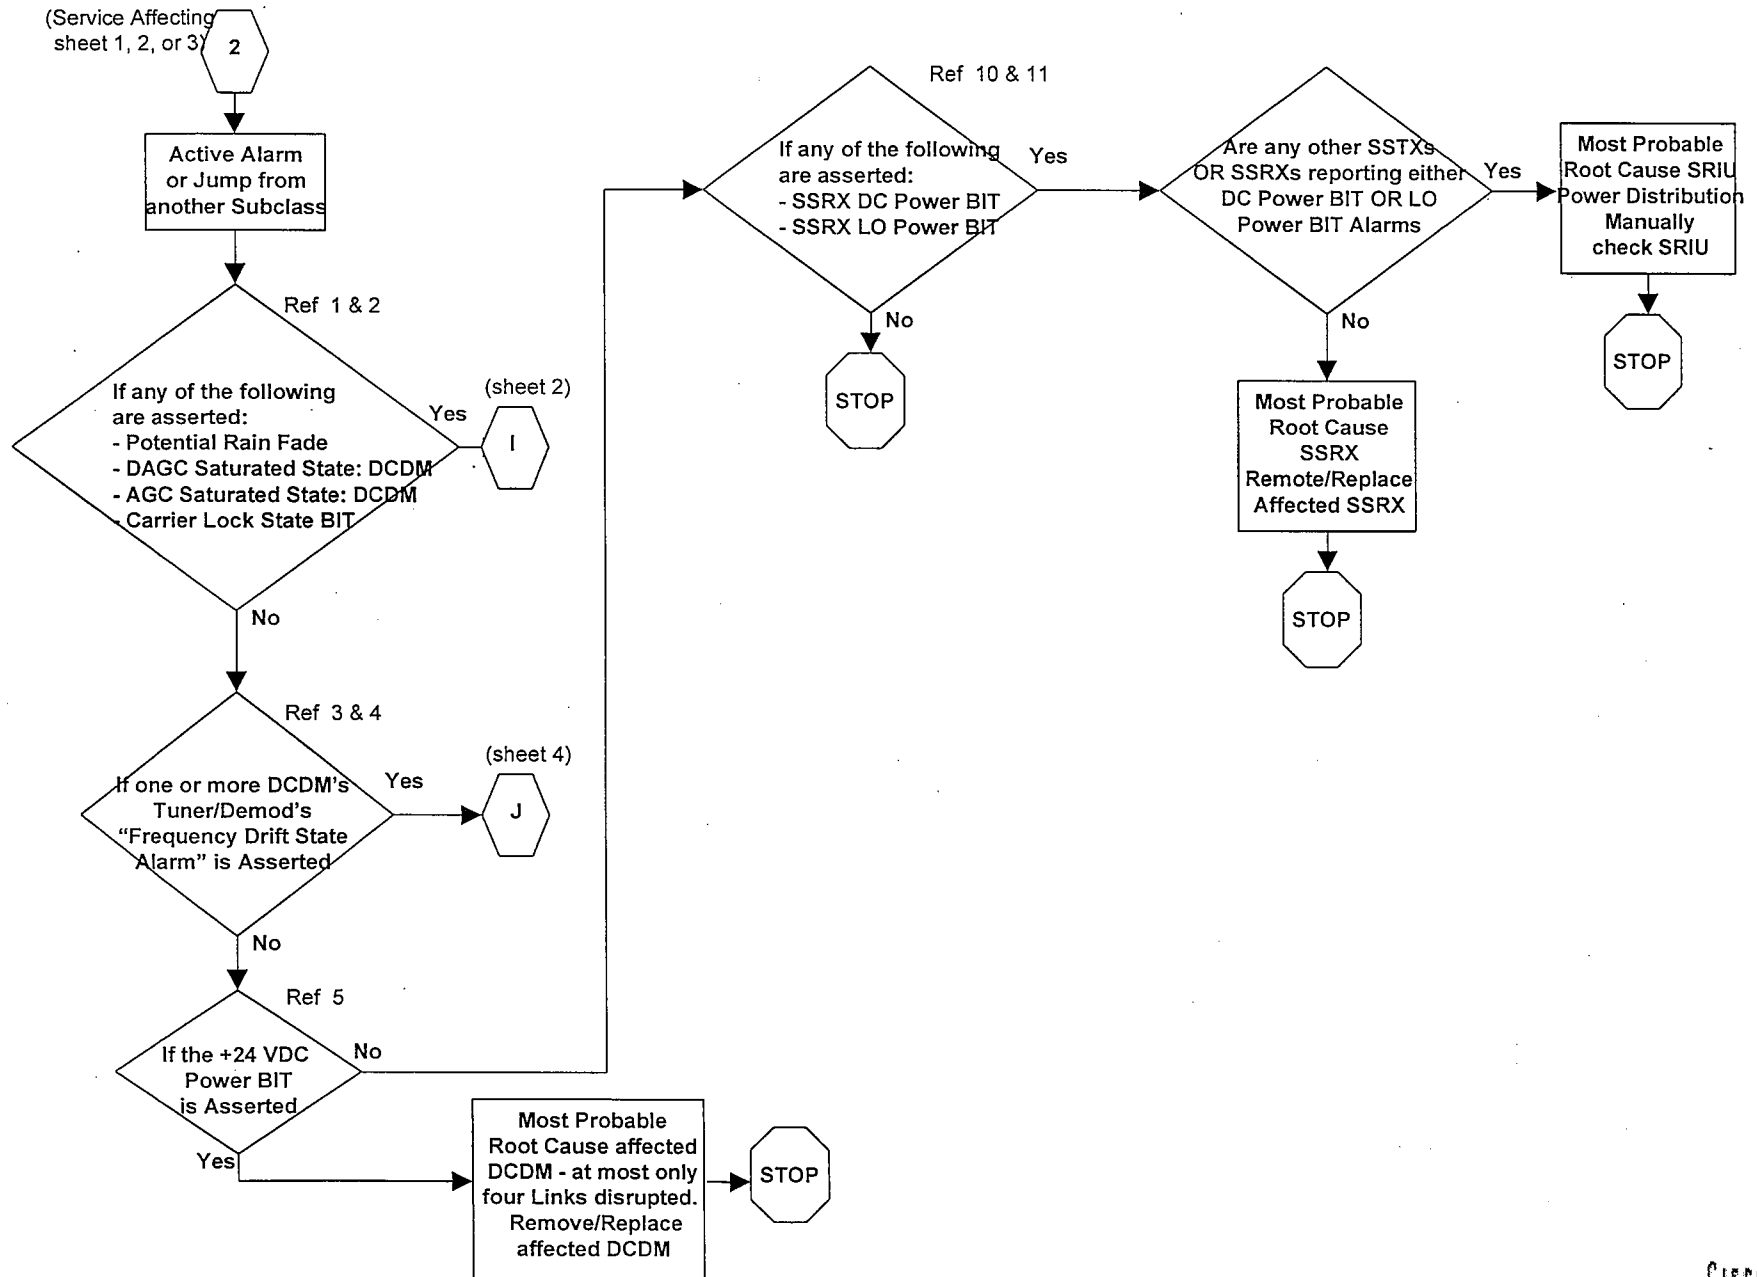 (Service Affecting
sheet 1, 2, or 3)
2
Active Alarm
or Jump from
another Subclass
Ref 1 & 2
If any of the following
are asserted:
- Potential Rain Fade
- DAGC Saturated State: DCDM
- AGC Saturated State: DCDM
- Carrier Lock State BIT
Yes
(sheet 2)
I
No
Ref 3 & 4
If one or more DCDM's
Tuner/Demod's
“Frequency Drift State
Alarm” is Asserted
Yes
(sheet 4)
J
No
Ref 5
If the +24 VDC
Power BIT
is Asserted
No
Yes
Most Probable
Root Cause affected
DCDM - at most only
four Links disrupted.
Remove/Replace
affected DCDM
STOP
Ref 10 & 11
If any of the following
are asserted:
- SSRX DC Power BIT
- SSRX LO Power BIT
Yes
No
STOP
Are any other SSTXs
OR SSRXs reporting either
DC Power BIT OR LO
Power BIT Alarms
Yes
No
Most Probable
Root Cause
SSRX
Remote/Replace
Affected SSRX
STOP
Most Probable
Root Cause SRIU
Power Distribution
Manually
check SRIU
STOP